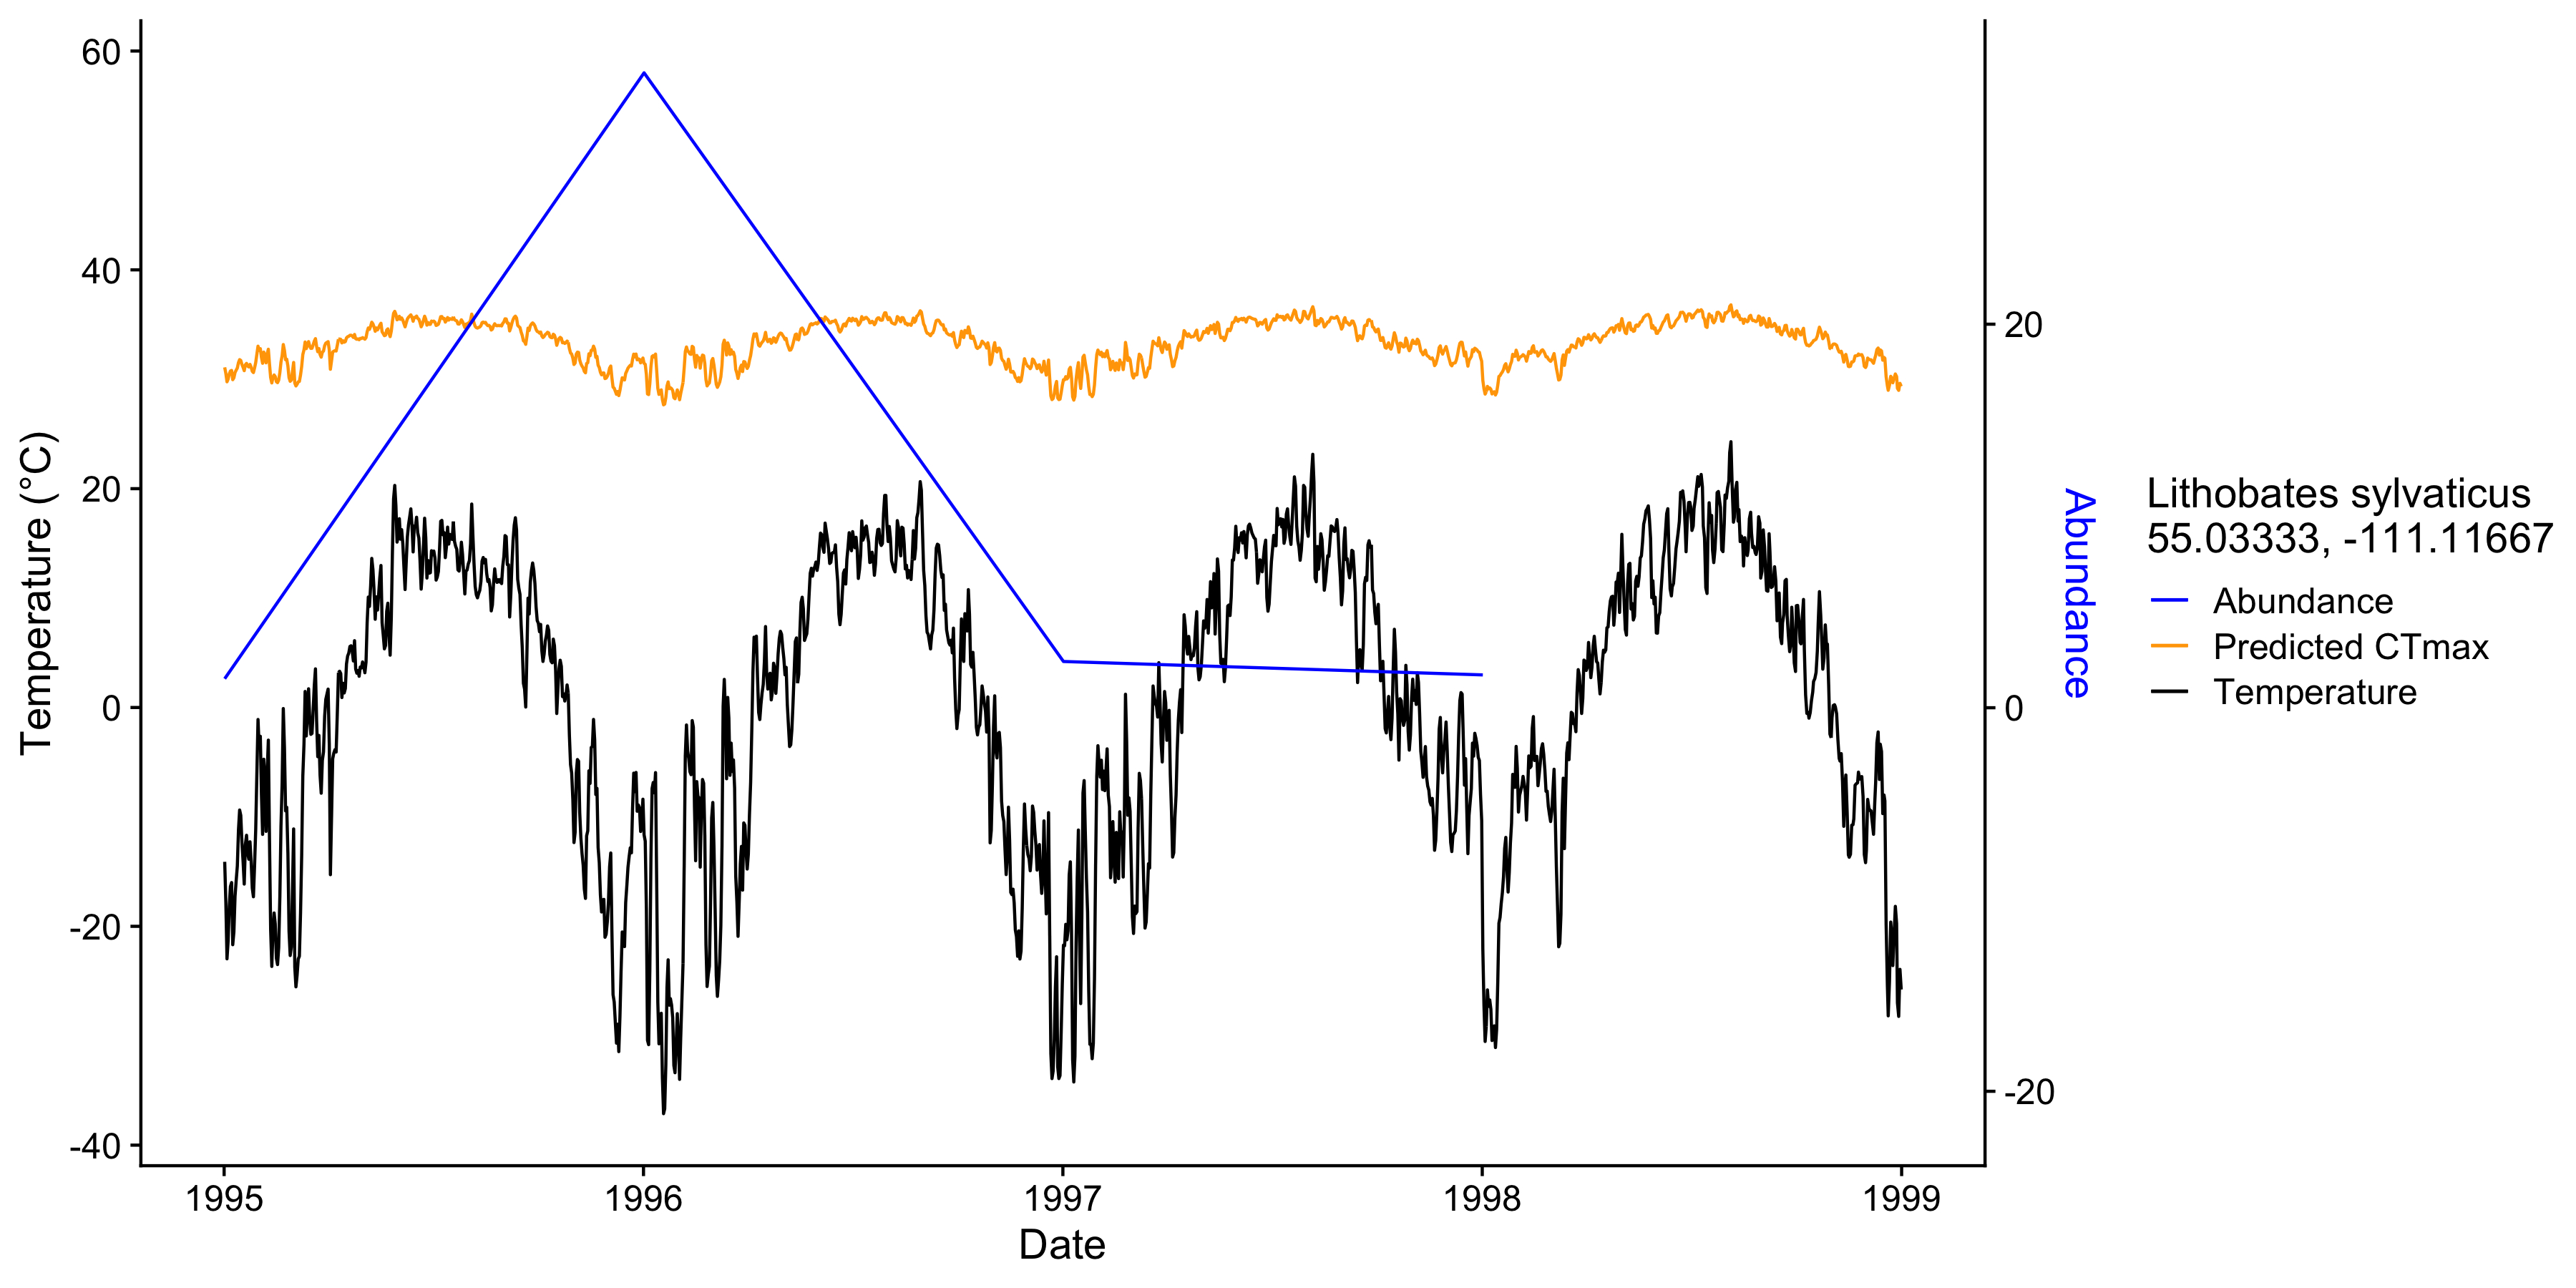 60
40
20
0
-20
-40
Temperature (°C)
1995
1996
1997
1998
1999
Date
20
0
-20
Abundance
Lithobates sylvaticus
55.03333, -111.11667
Abundance
Predicted CTmax
Temperature